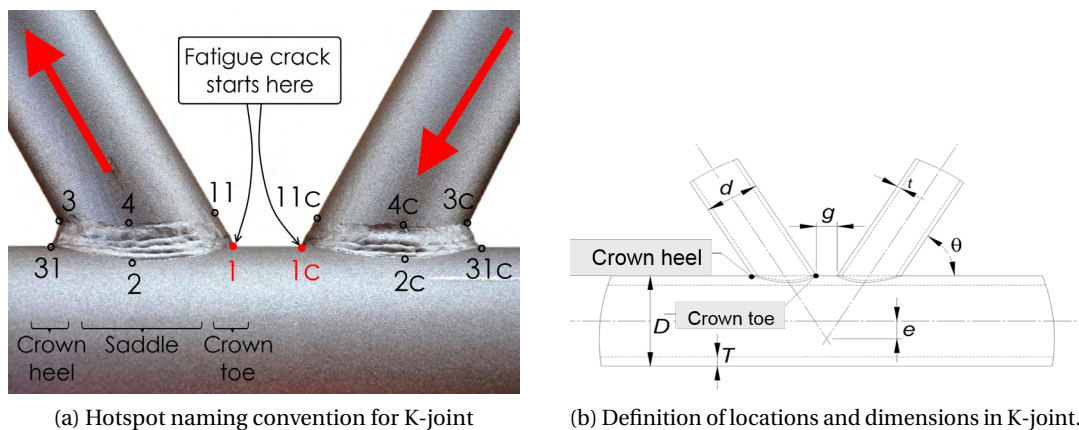 Fatigue crack
starts here
3
4
11
11c
4c
3c
31
2
1
1c
2c
31c
Crown
heel
Saddle
Crown
toe
(a) Hotspot naming convention for K-joint
d
t
g
θ
Crown heel
D
Crown toe
e
T
(b) Definition of locations and dimensions in K-joint.